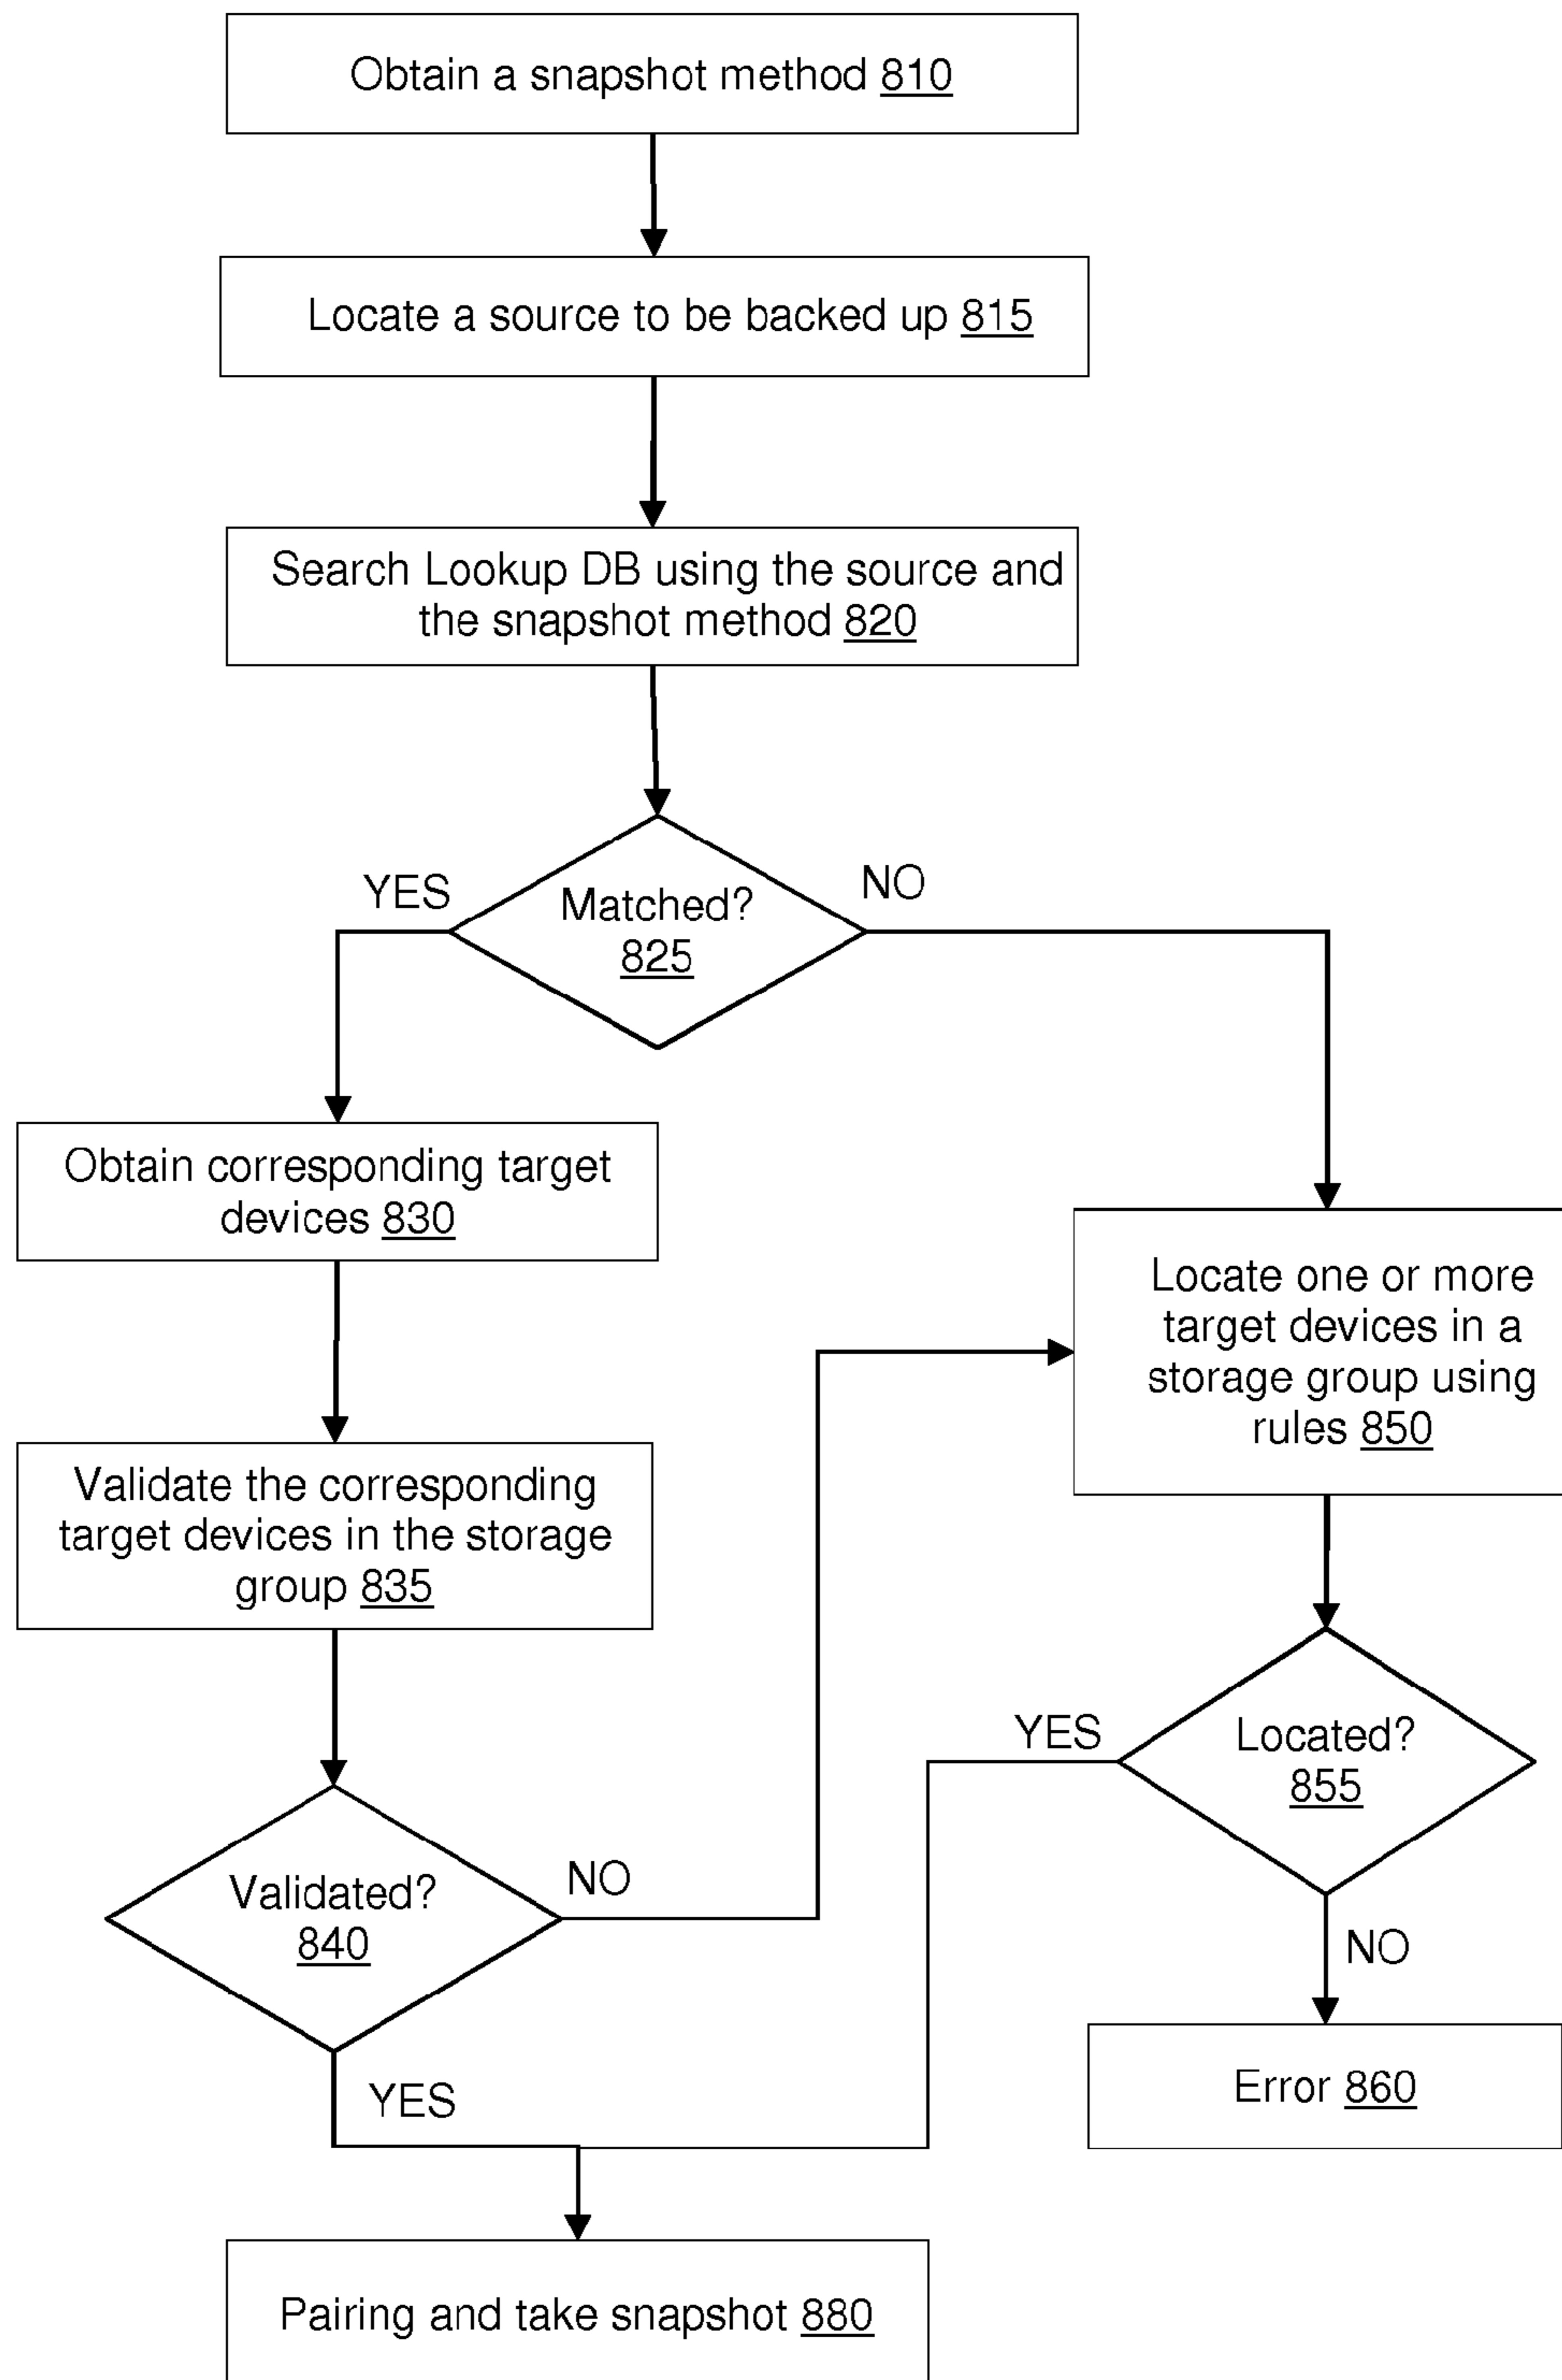 Obtain a snapshot method 810
Locate a source to be backed up 815
Search Lookup DB using the source and
the snapshot method 820
YES
NO
Matched?
825
Obtain corresponding target
devices 830
Locate one or more
target devices in a
storage group using
rules 850
Validate the corresponding
target devices in the storage
group 835
YES
Located?
855
Validated?
840
NO
NO
YES
Error 860
Pairing and take snapshot 880